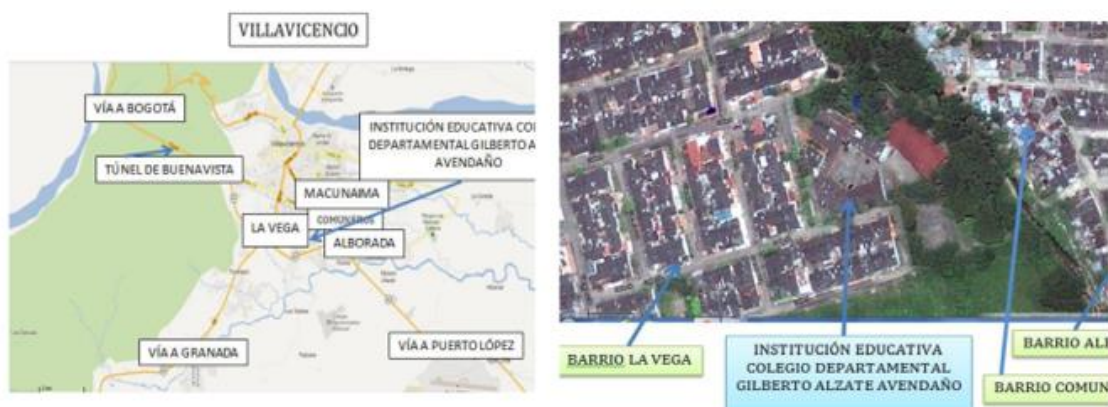 VILLAVICENCIO
VÍA A BOGOTÁ
TÚNEL DE BUENAVISTA
INSTITUCIÓN EDUCATIVA CO
DEPARTAMENTAL GILBERTO A
AVENDAÑO
MACUNAIMA
COMUNEROS
LA VEGA
ALBORADA
VÍA A GRANADA
VÍA A PUERTO LÓPEZ
BARRIO LA VEGA
INSTITUCIÓN EDUCATIVA
COLEGIO DEPARTAMENTAL
GILBERTO ALZATE AVENDAÑO
BARRIO ALB
BARRIO COMUN